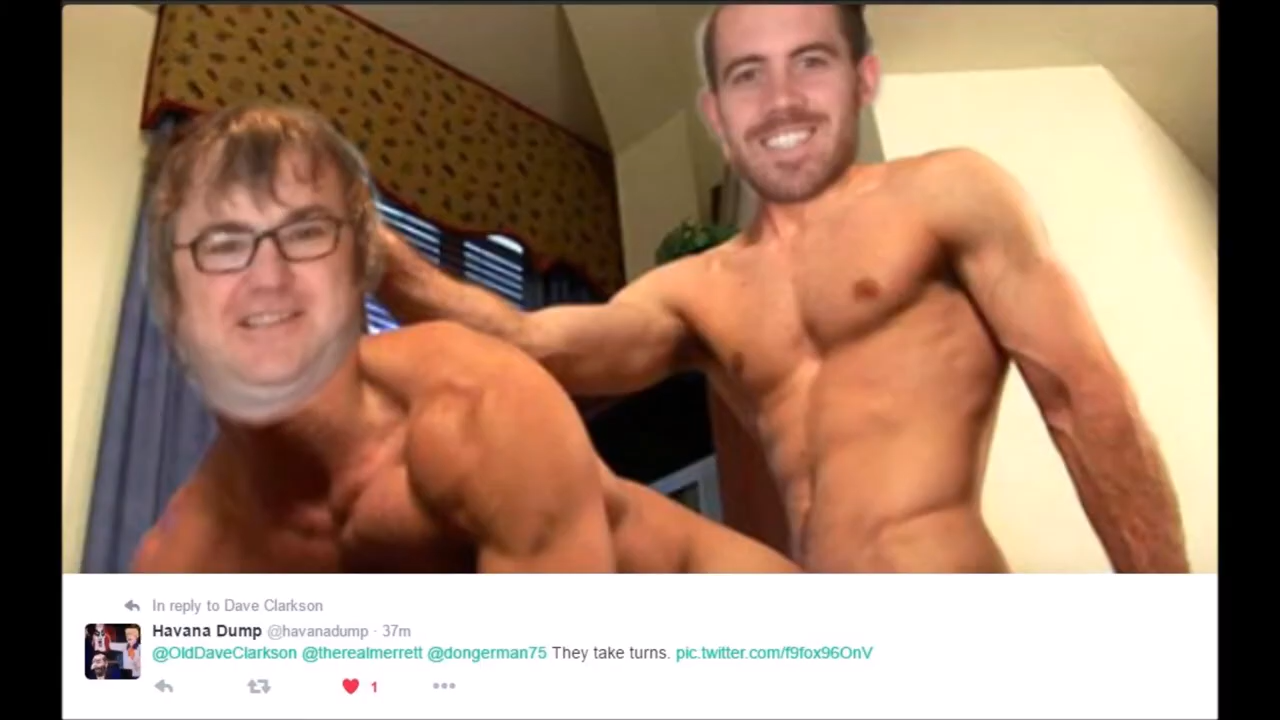 In reply to Dave Clarkson
Havana Dump @havanadump · 37m
@OldDaveClarkson @therealmerrett @dongerman75 They take turns. pic.twitter.com/f9fox96OnV
1